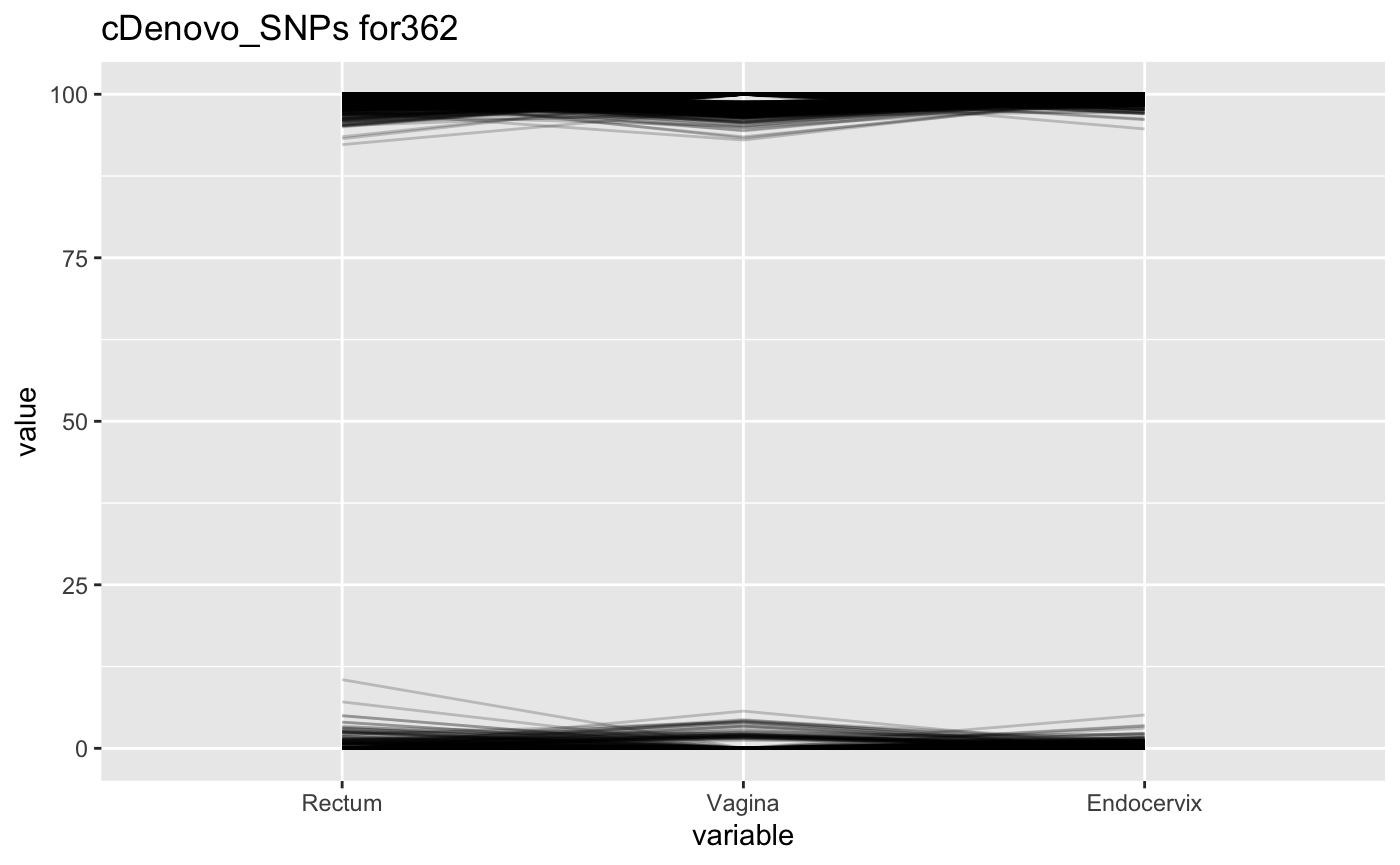 cDenovo_SNPs for362
100
75
50
25
0
value
Rectum Vagina Endocervix
variable